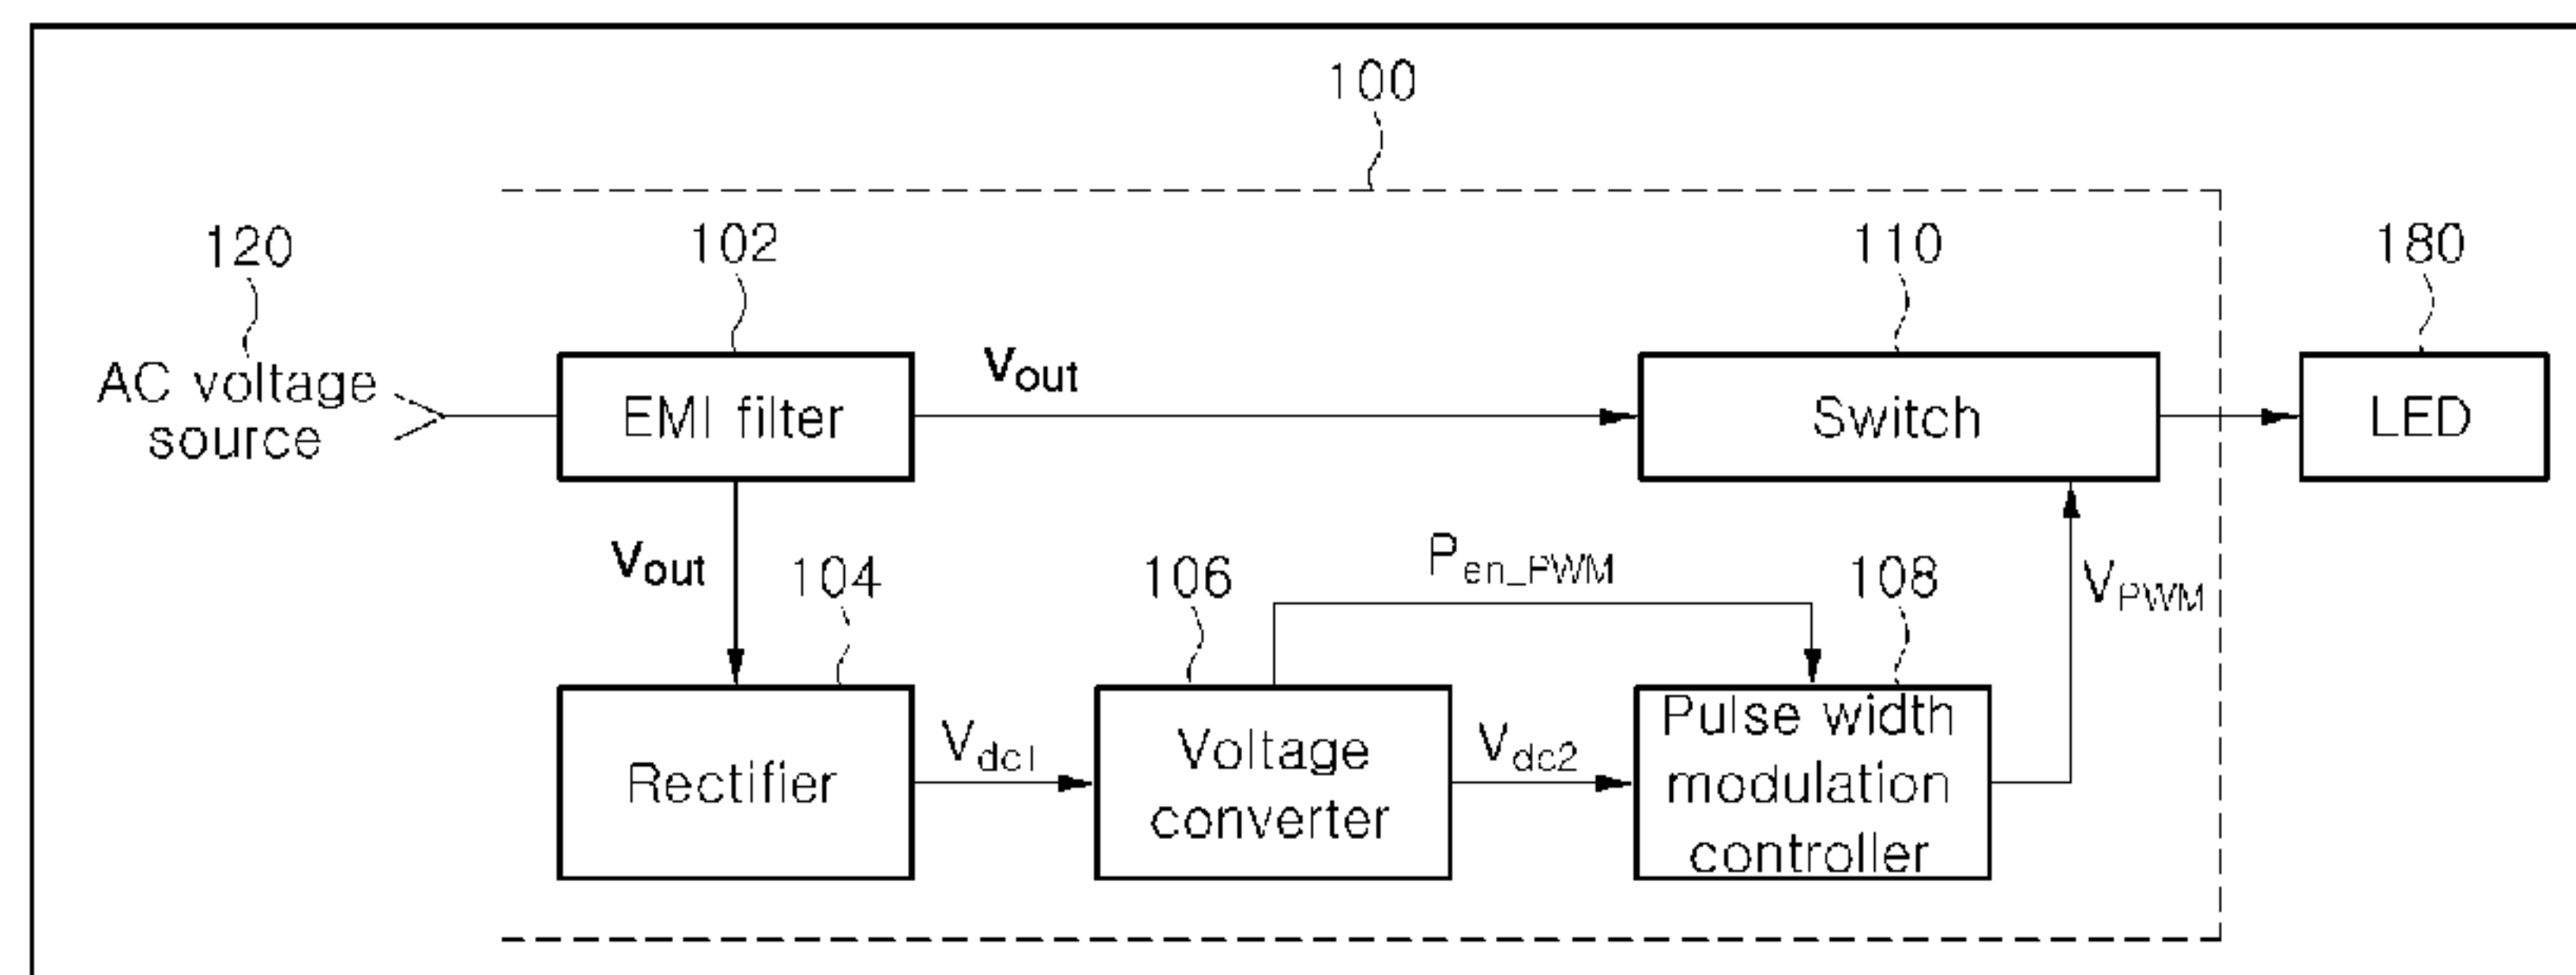 100
120
102
110
180
AC voltage
source
EMI filter
Vout
Switch
LED
Vout
104
106
Pen_PWM
108
VPWM
Rectifier
Vdc1
Voltage
converter
Vdc2
Pulse width
modulation
controller